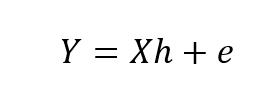 Y = Xh + e